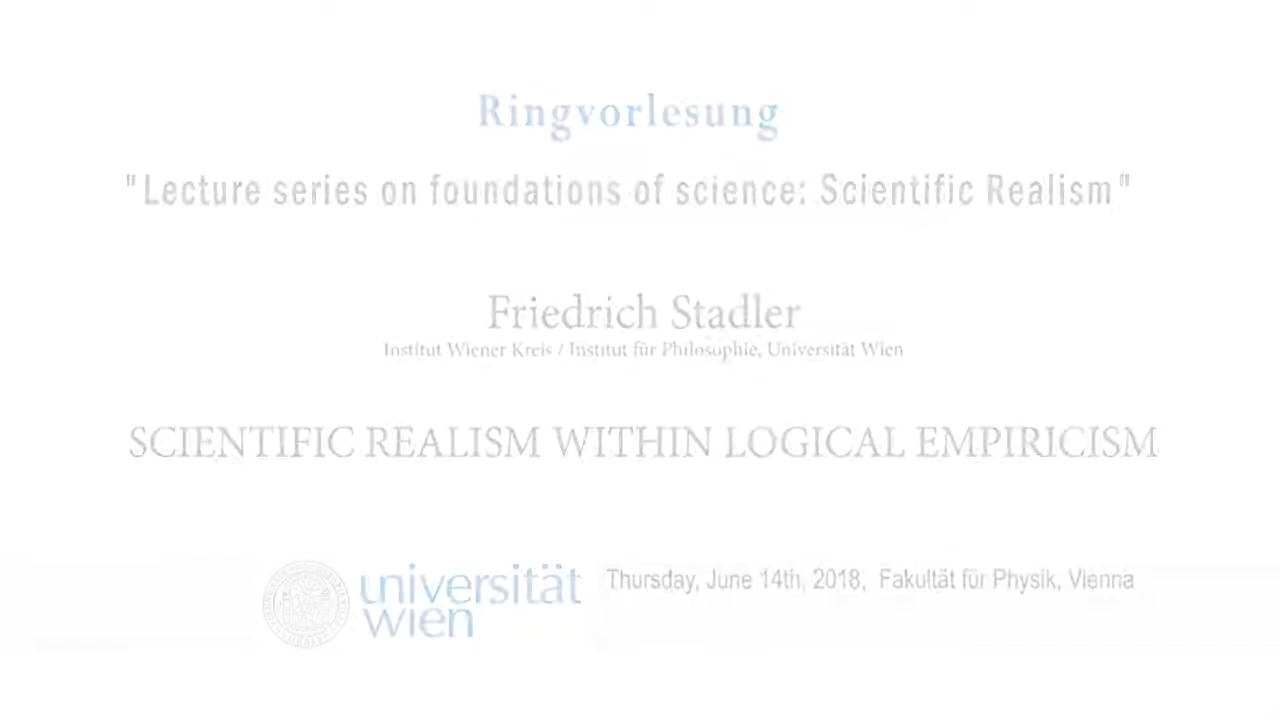 Ringvorlesung
"Lecture series on foundations of science: Scientific Realism"
Friedrich Stadler
Institut Wiener Kreis / Institut für Philosophie, Universität Wien
SCIENTIFIC REALISM WITHIN LOGICAL EMPIRICISM
universität
wien
Thursday, June 14th, 2018, Fakultät für Physik, Vienna